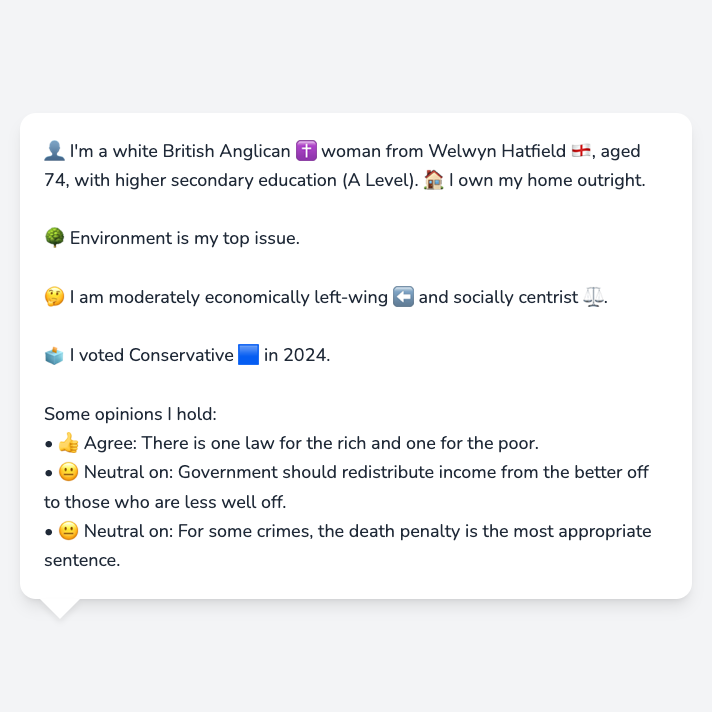 👤 I'm a white British Anglican ✝️ woman from Welwyn Hatfield 🏴󠁧󠁢󠁥󠁮󠁧󠁿, aged
74, with higher secondary education (A Level). 🏠 I own my home outright.
🌳 Environment is my top issue.
🤔 I am moderately economically left-wing ⬅️ and socially centrist ⚖️.
🗳️ I voted Conservative 🟦 in 2024.
Some opinions I hold:
• 👍 Agree: There is one law for the rich and one for the poor.
• 😐 Neutral on: Government should redistribute income from the better off
to those who are less well off.
• 😐 Neutral on: For some crimes, the death penalty is the most appropriate
sentence.